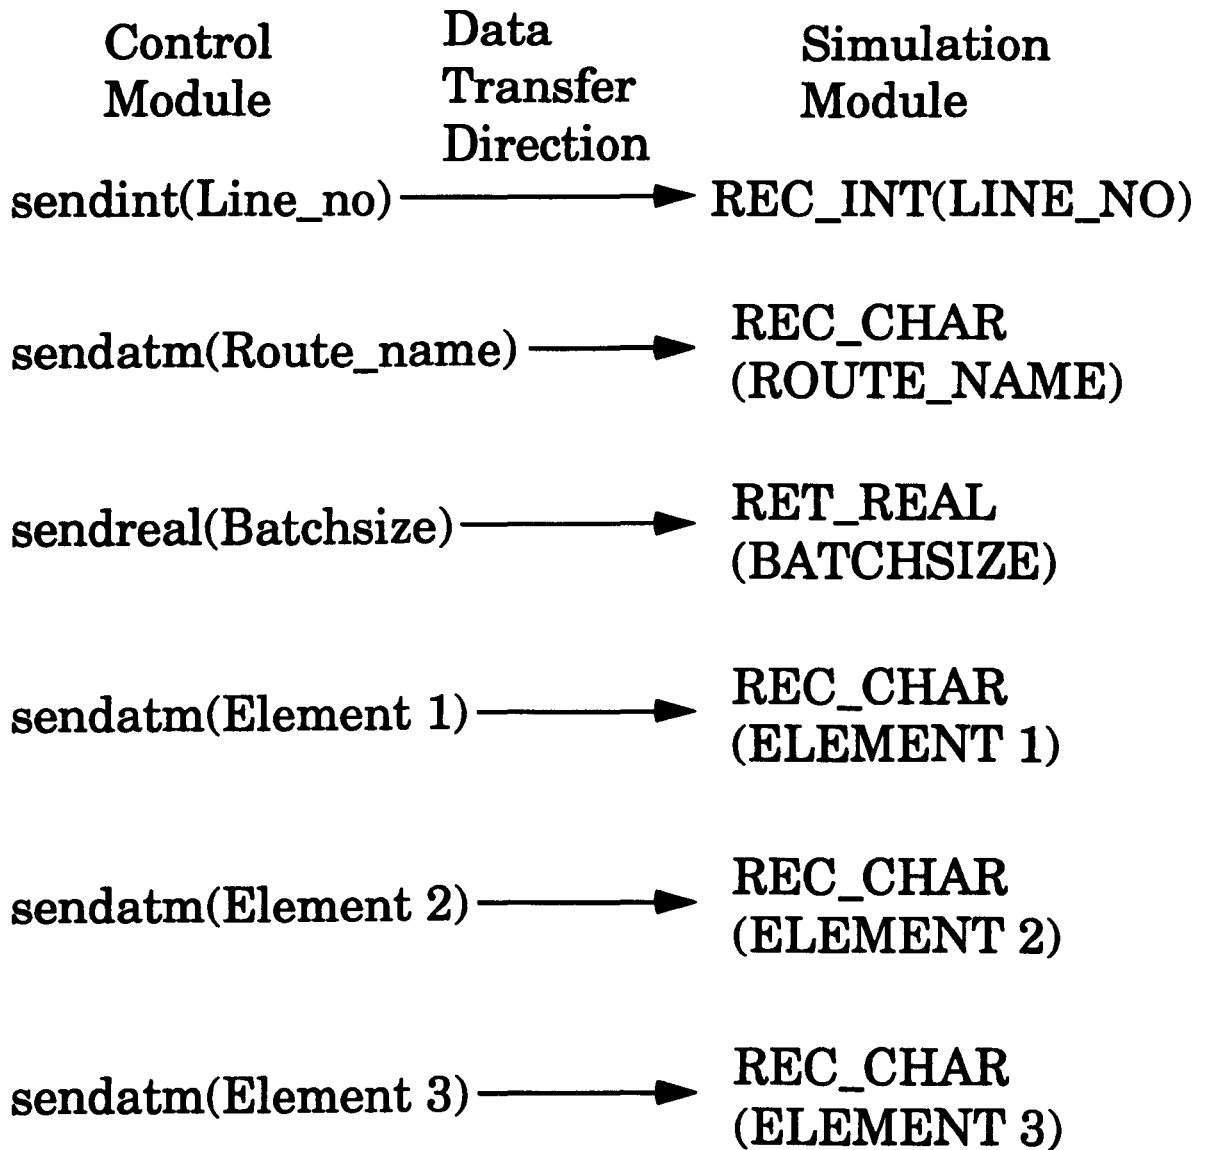 Control
Module
Data
Transfer
Direction
Simulation
Module
sendint(Line_no)
REC_INT(LINE_NO)
sendatm(Route_name)
REC_CHAR
(ROUTE_NAME)
sendreal(Batchsize)
RET_REAL
(BATCHSIZE)
sendatm(Element 1)
REC_CHAR
(ELEMENT 1)
sendatm(Element 2)
REC_CHAR
(ELEMENT 2)
sendatm(Element 3)
REC_CHAR
(ELEMENT 3)